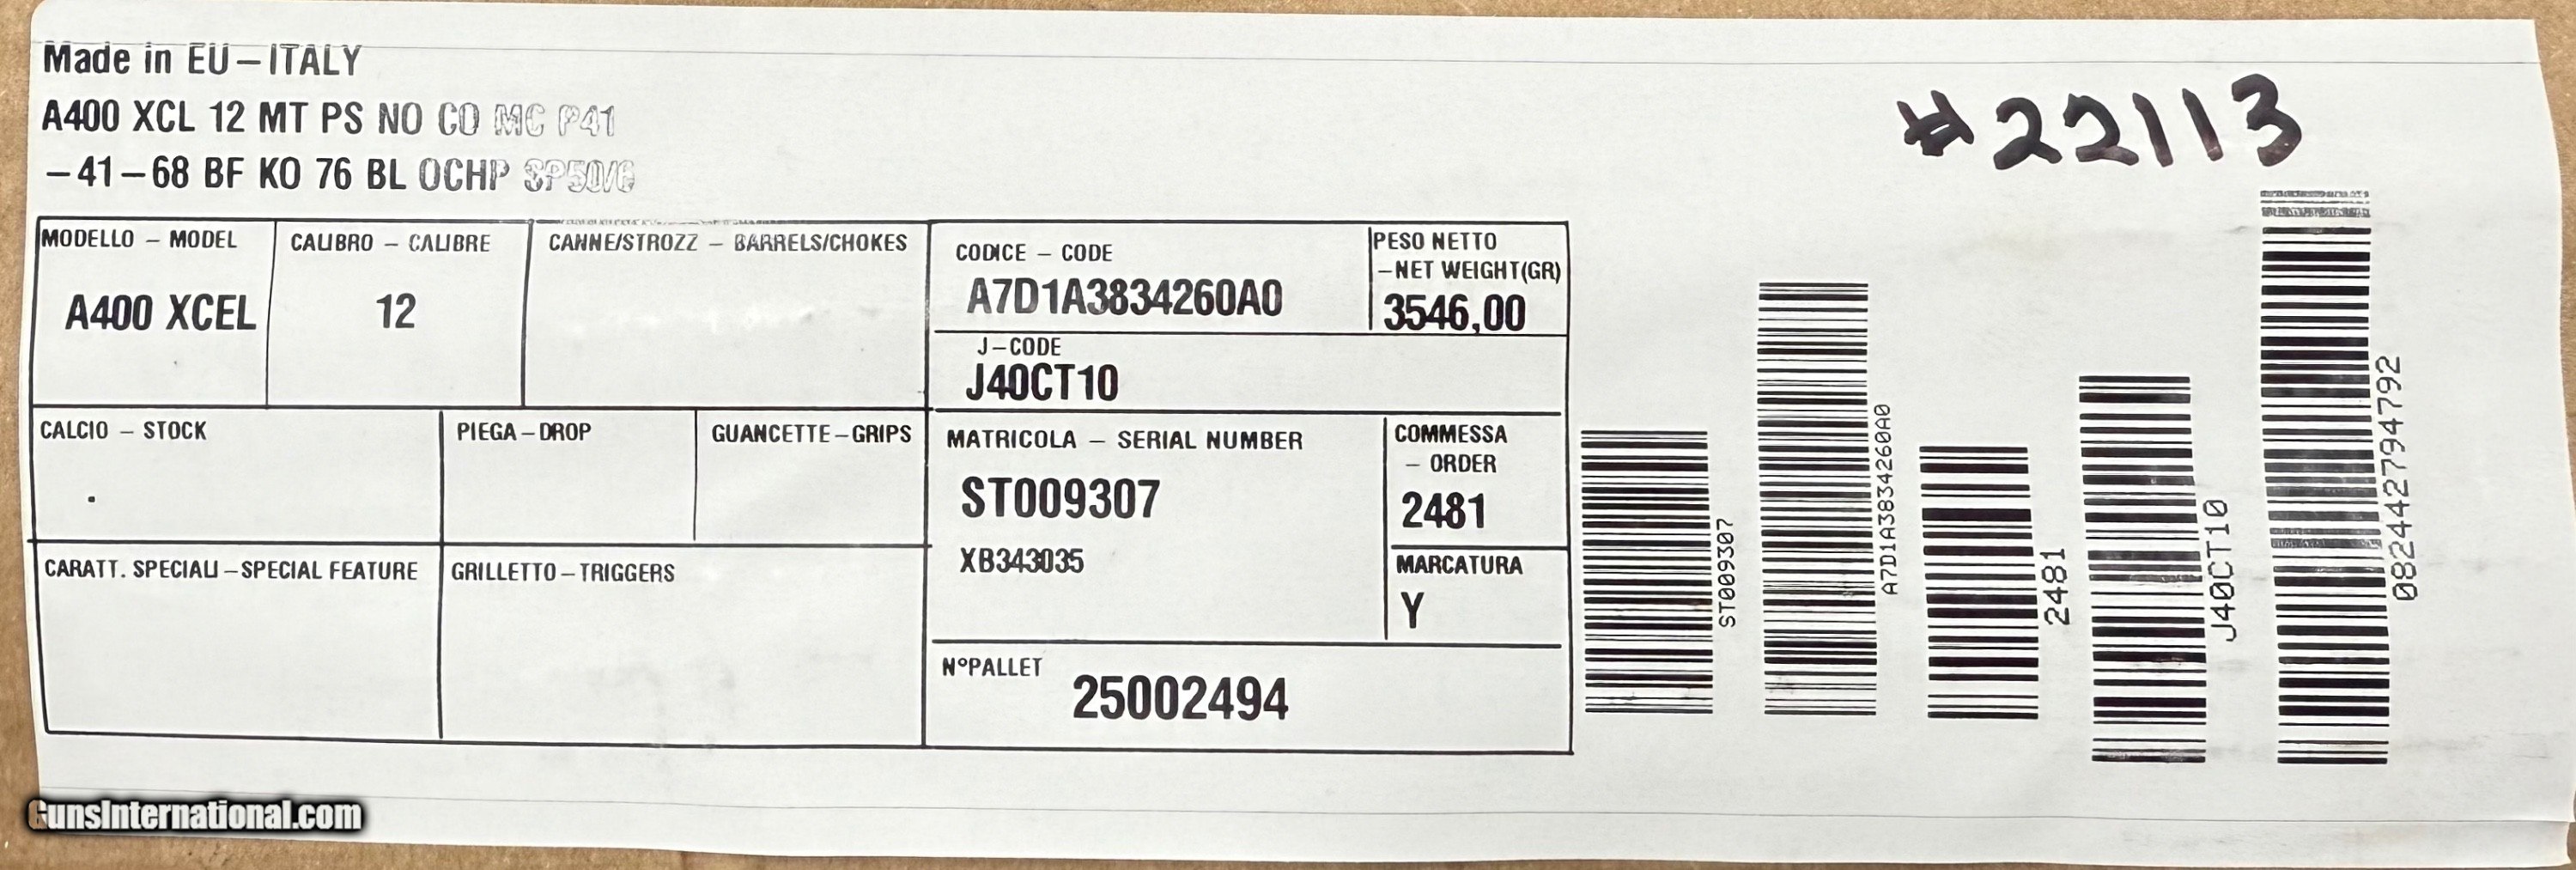 Made in EU-ITALY
A400 XCL 12 MT PS NO CO MC P41
-41-68 BF KO 76 BL OCHP SP50/6
#22113
MODELLO - MODEL
A400 XCEL
CALIBRO - CALIBRE
12
CANNE/STROZZ - BARRELS/CHOKES
CODICE - CODE
A7D1A3834260A0
PESO NETTO
-NET WEIGHT(GR)
3546,00
J-CODE
J40CT10
CALCIO - STOCK
.
PIEGA-DROP
GUANCETTE-GRIPS
MATRICOLA - SERIAL NUMBER
ST009307
XB343035
COMMESSA
- ORDER
2481
MARCATURA
Y
CARATT. SPECIALI-SPECIAL FEATURE
GRILLETTO-TRIGGERS
N°PALLET
25002494
ST009307
A7D1A3834260A0
2481
J40CT10
082442794792
GunsInternational.com